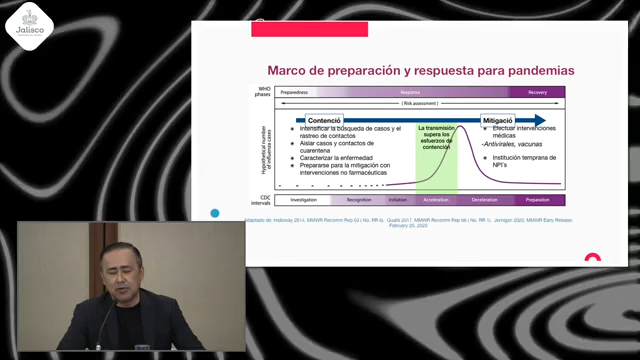 Jalisco
Marco de preparación y respuesta para pandemias
WHO
phases
Preparedness
Response
Recovery
( Risk assessment )
Contenció
Mitigació
Hypothetical number
of influenza cases
Intensificar la búsqueda de casos y el
rastreo de contactos
Aislar casos y contactos de
cuarentena
Caracterizar la enfermedad
Prepararse para la mitigación con
intervenciones no farmacéuticas
La transmisión
supera los
esfuerzos de
contención
Efectuar intervenciones
médicas
-Antivirales, vacunas
Institución temprana de
NPI's
CDC
intervals
Investigation
Recognition
Initiation
Acceleration
Deceleration
Preparation
Adaptado de: Holloway 2014, MMWR Recomm Rep 63 ( No. RR 6). Qualis 2017, MMWR Recomm Rep 66 ( No. RR 1). Jernigan 2020, MMWR Early Release
February 25, 2020